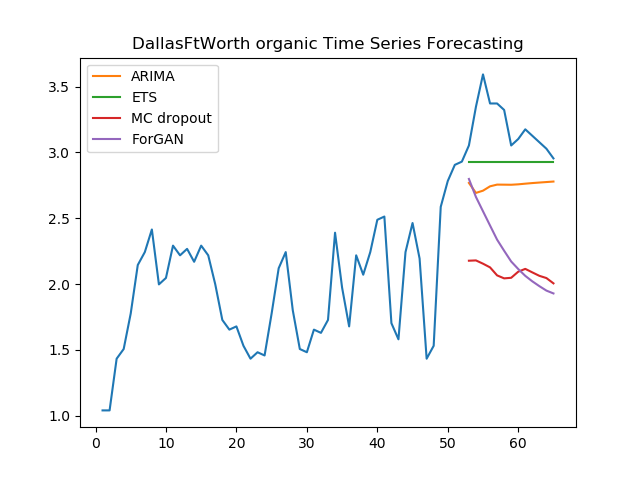 DallasFtWorth organic Time Series Forecasting
ARIMA
ETS
MC dropout
ForGAN
3.5
3.0
2.5
2.0
1.5
1.0
0 10 20 30 40 50 60